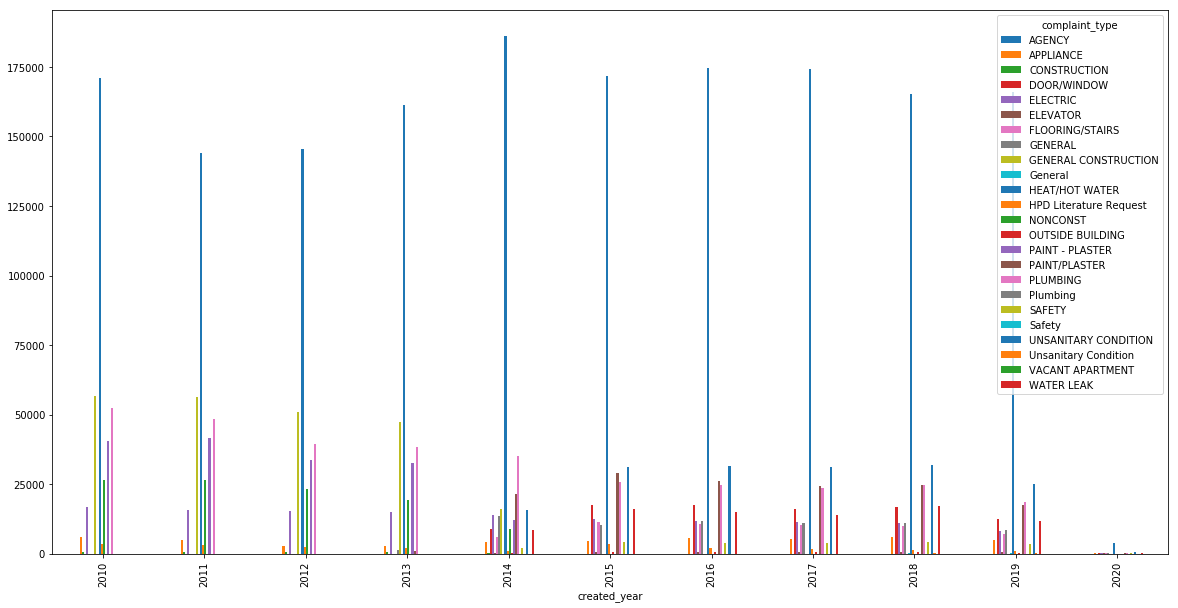 complaint_type
AGENCY
APPLIANCE
CONSTRUCTION
DOOR/WINDOW
ELECTRIC
ELEVATOR
FLOORING/STAIRS
GENERAL
GENERAL CONSTRUCTION
General
HEAT/HOT WATER
HPD Literature Request
NONCONST
OUTSIDE BUILDING
PAINT - PLASTER
PAINT/PLASTER
PLUMBING
Plumbing
SAFETY
Safety
UNSANITARY CONDITION
Unsanitary Condition
VACANT APARTMENT
WATER LEAK
175000
150000
125000
100000
75000
50000
25000
0
2010
2011
2012
2013
2014
2015
2016
2017
2018
2019
2020
created_year